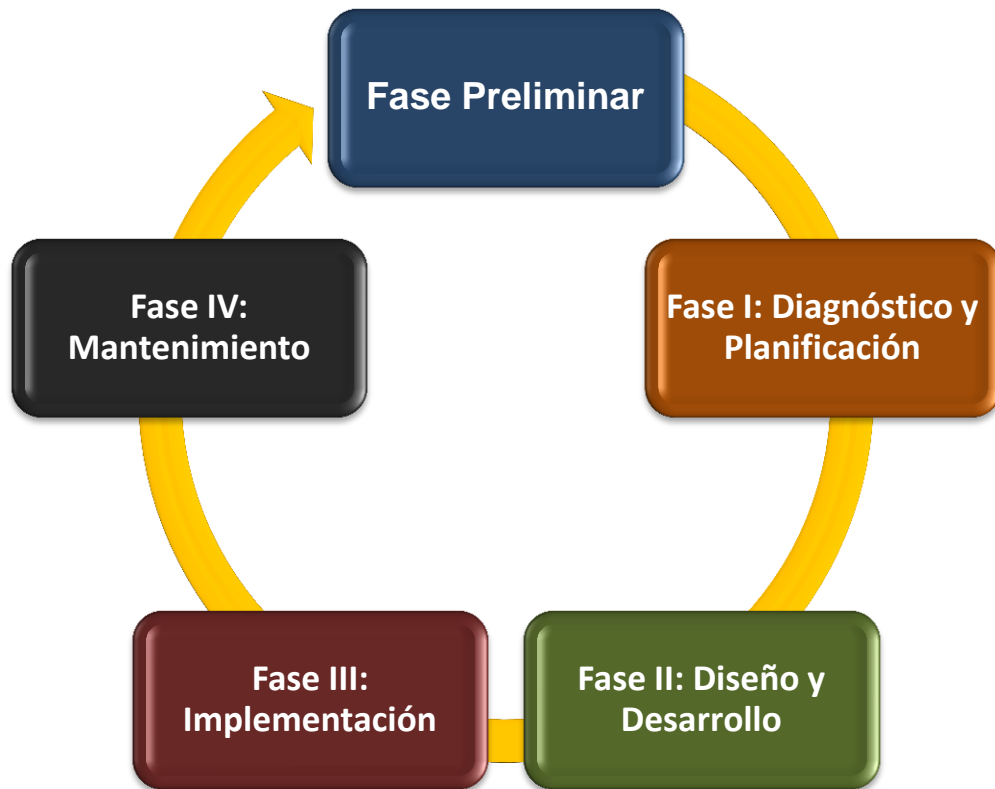 Fase Preliminar
Fase I: Diagnóstico y
Planificación
Fase II: Diseño y
Desarrollo
Fase III:
Implementación
Fase IV:
Mantenimiento